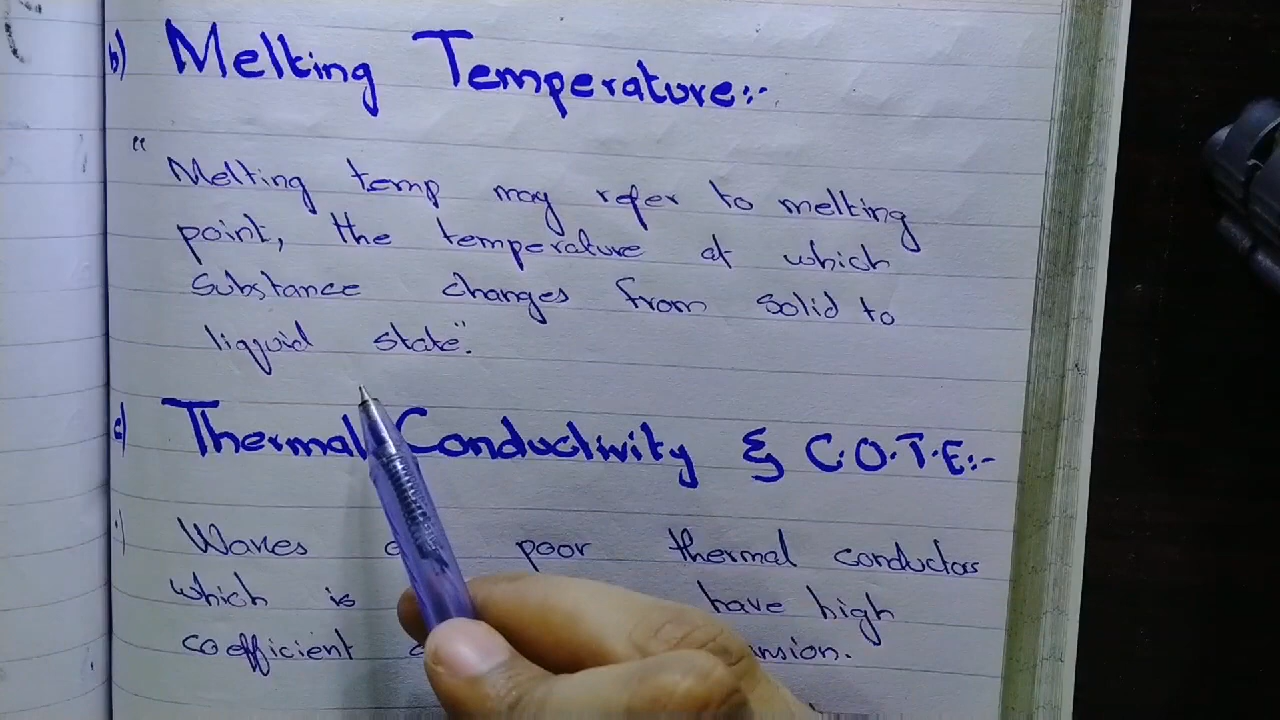 b) Melting Temperature:-
"Melting temp may refer to melting
point, the temperature at which
substance changes from solid to
liquid state".
c) Thermal Conductivity & C.O.T.E:-
i) Waxes poor thermal conductors
which is have high
coefficient